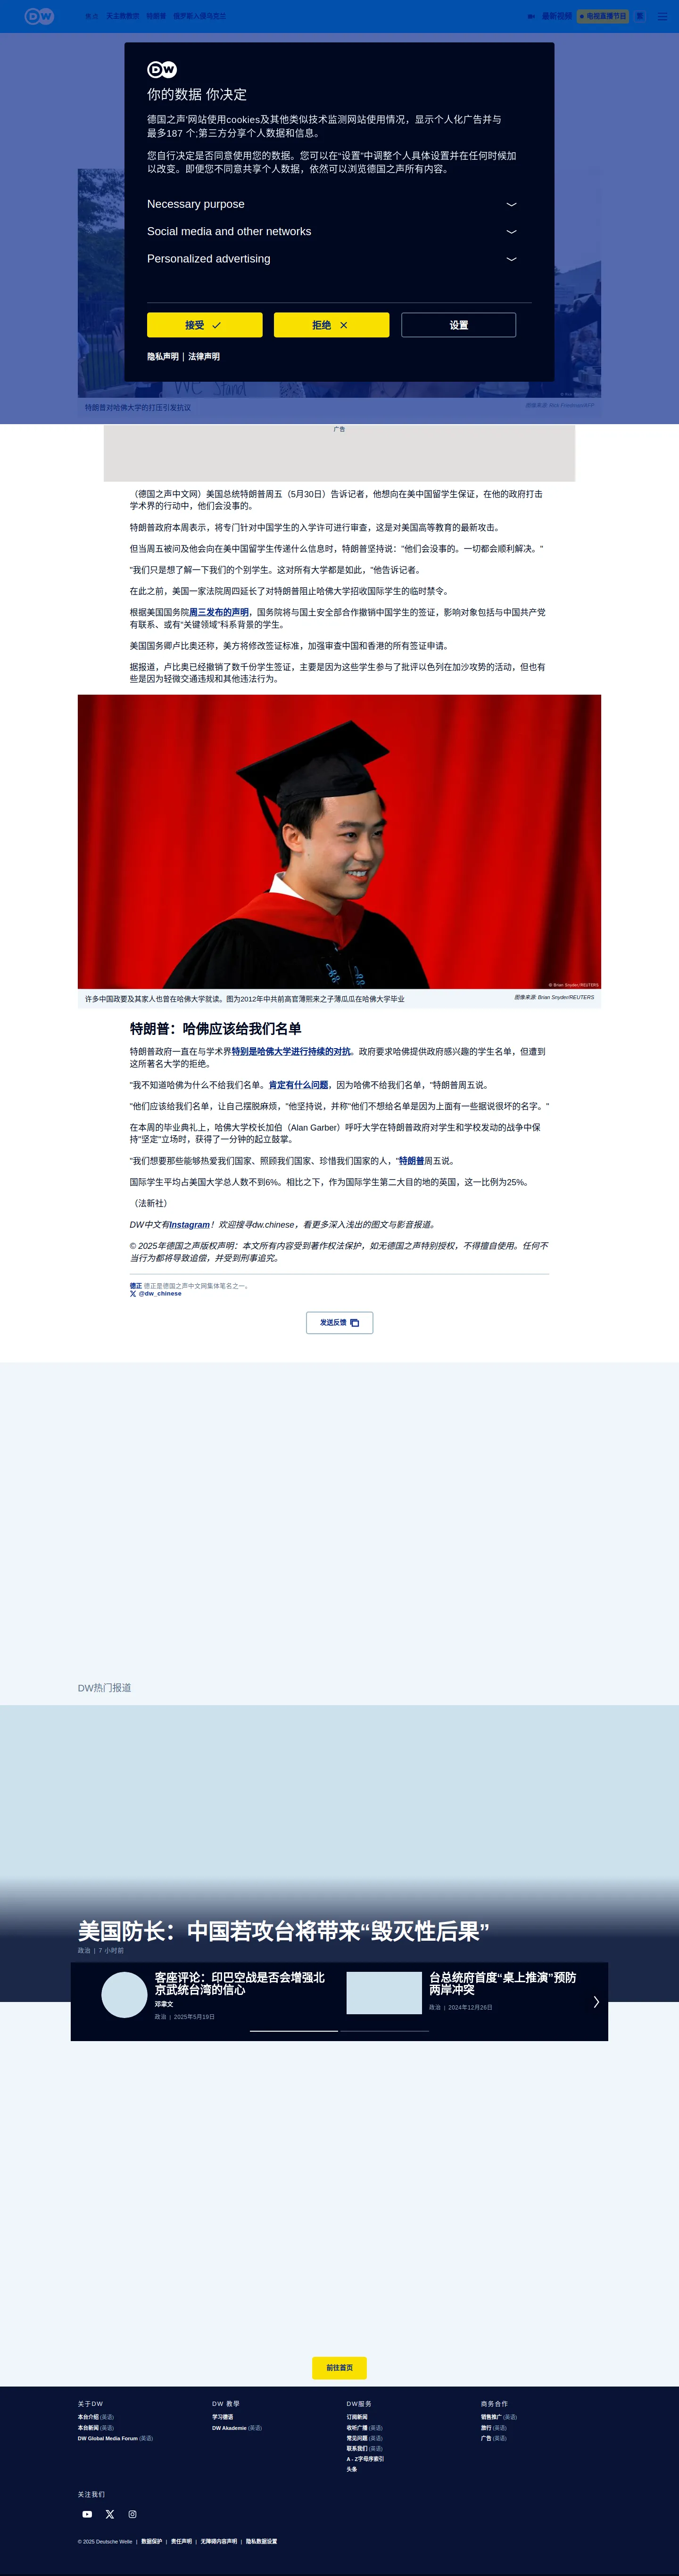 DW
天主教教宗
特朗普
俄罗斯入侵乌克兰
最新视频
电视直播节目
繁
DW
你的数据 你决定
德国之声'网站使用cookies及其他类似技术监测网站使用情况，显示个人化广告并与
最多187 个;第三方分享个人数据和信息。
您自行决定是否同意使用您的数据。您可以在“设置”中调整个人具体设置并在任何时候加
以改变。即便您不同意共享个人数据，依然可以浏览德国之声所有内容。
Necessary purpose
Social media and other networks
Personalized advertising
接受
拒绝
设置
隐私声明 | 法律声明
特朗普对哈佛大学的打压引发抗议
广告
（德国之声中文网）美国总统特朗普周五（5月30日）告诉记者，他想向在美中国留学生保证，在他的政府打击
学术界的行动中，他们会没事的。
特朗普政府本周表示，将专门针对中国学生的入学许可进行审查，这是对美国高等教育的最新攻击。
但当周五被问及他会向在美中国留学生传递什么信息时，特朗普坚持说："他们会没事的。一切都会顺利解决。"
"我们只是想了解一下我们的个别学生。这对所有大学都是如此，"他告诉记者。
在此之前，美国一家法院周四延长了对特朗普阻止哈佛大学招收国际学生的临时禁令。
根据美国国务院周三发布的声明，国务院将与国土安全部合作撤销中国学生的签证，影响对象包括与中国共产党
有联系、或有“关键领域”科系背景的学生。
美国国务卿卢比奥还称，美方将修改签证标准，加强审查中国和香港的所有签证申请。
据报道，卢比奥已经撤销了数千份学生签证，主要是因为这些学生参与了批评以色列在加沙攻势的活动，但也有
些是因为轻微交通违规和其他违法行为。
© Brian Snyder/REUTERS
许多中国政要及其家人也曾在哈佛大学就读。图为2012年中共前高官薄熙来之子薄瓜瓜在哈佛大学毕业
图像来源: Brian Snyder/REUTERS
特朗普：哈佛应该给我们名单
特朗普政府一直在与学术界特别是哈佛大学进行持续的对抗。政府要求哈佛提供政府感兴趣的学生名单，但遭到
这所著名大学的拒绝。
"我不知道哈佛为什么不给我们名单。肯定有什么问题，因为哈佛不给我们名单，"特朗普周五说。
"他们应该给我们名单，让自己摆脱麻烦，"他坚持说，并称"他们不想给名单是因为上面有一些据说很坏的名字。"
在本周的毕业典礼上，哈佛大学校长加伯（Alan Garber）呼吁大学在特朗普政府对学生和学校发动的战争中保
持"坚定"立场时，获得了一分钟的起立鼓掌。
"我们想要那些能够热爱我们国家、照顾我们国家、珍惜我们国家的人，"特朗普周五说。
国际学生平均占美国大学总人数不到6%。相比之下，作为国际学生第二大目的地的英国，这一比例为25%。
（法新社）
DW中文有Instagram！欢迎搜寻dw.chinese，看更多深入浅出的图文与影音报道。
© 2025年德国之声版权声明：本文所有内容受到著作权法保护，如无德国之声特别授权，不得擅自使用。任何不
当行为都将导致追偿，并受到刑事追究。
德正 德正是德国之声中文网集体笔名之一。
@dw_chinese
发送反馈
DW热门报道
美国防长：中国若攻台将带来“毁灭性后果”
政治 | 7 小时前
客座评论：印巴空战是否会增强北
京武统台湾的信心
邓聿文
政治 | 2025年5月19日
台总统府首度“桌上推演”预防
两岸冲突
政治 | 2024年12月26日
前往首页
关于DW
本台介绍 (英语)
本台新闻 (英语)
DW Global Media Forum (英语)
DW 教學
学习德语
DW Akademie (英语)
DW服务
订阅新闻
收听广播 (英语)
常见问题 (英语)
联系我们 (英语)
A - Z字母序索引
头条
商务合作
销售推广 (英语)
旅行 (英语)
广告 (英语)
关注我们
© 2025 Deutsche Welle | 数据保护 | 责任声明 | 无障碍内容声明 | 隐私数据设置